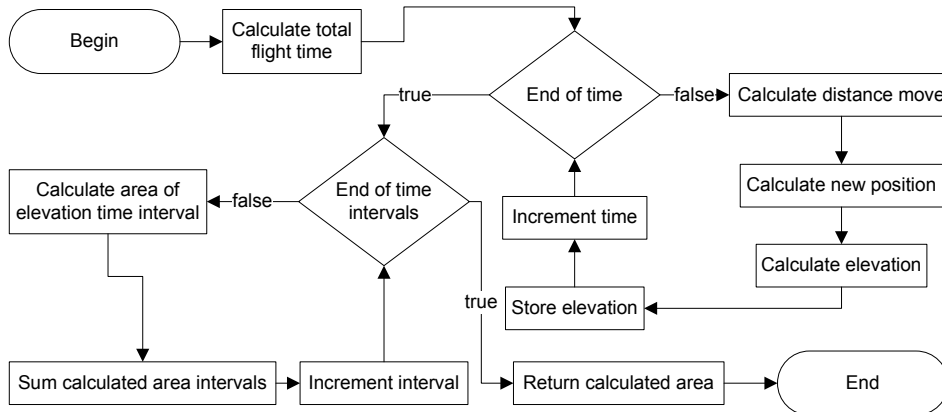 Begin
Calculate total
flight time
End of time
true
false
Calculate distance move
Calculate new position
Calculate elevation
Store elevation
Increment time
End of time
intervals
false
Calculate area of
elevation time interval
Sum calculated area intervals
Increment interval
true
Return calculated area
End